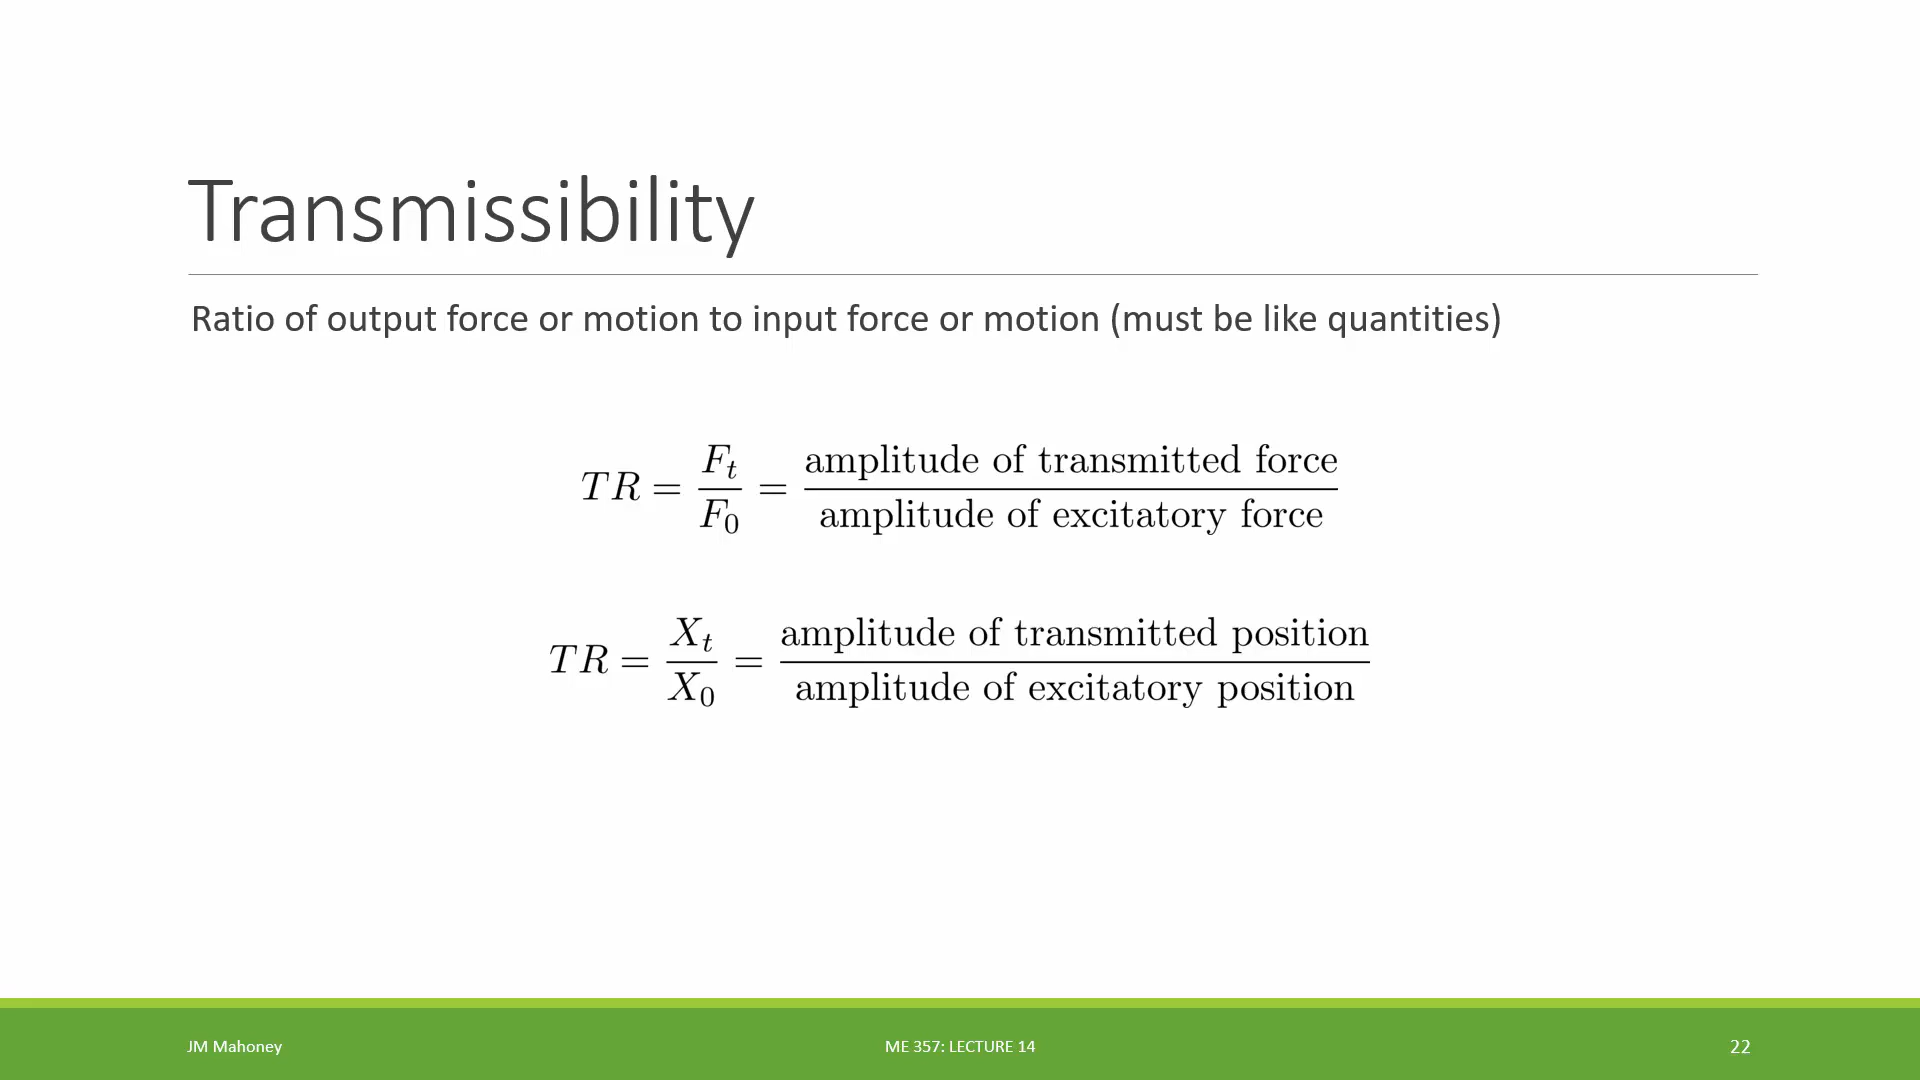 Transmissibility
Ratio of output force or motion to input force or motion (must be like quantities)
TR = F_t / F_0 = amplitude of transmitted force / amplitude of excitatory force
TR = X_t / X_0 = amplitude of transmitted position / amplitude of excitatory position
JM Mahoney
ME 357: LECTURE 14
22